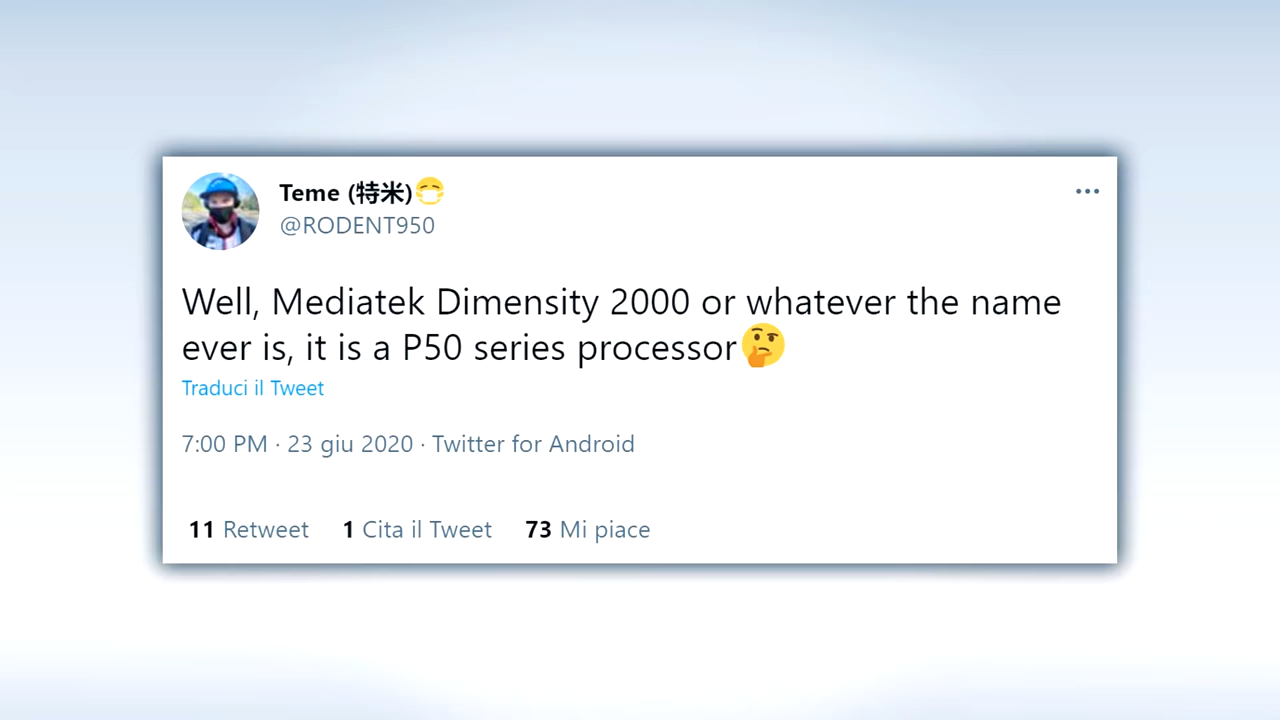 Teme (特米)😷
@RODENT950
Well, Mediatek Dimensity 2000 or whatever the name
ever is, it is a P50 series processor🤔
Traduci il Tweet
7:00 PM · 23 giu 2020 · Twitter for Android
11 Retweet 1 Cita il Tweet 73 Mi piace